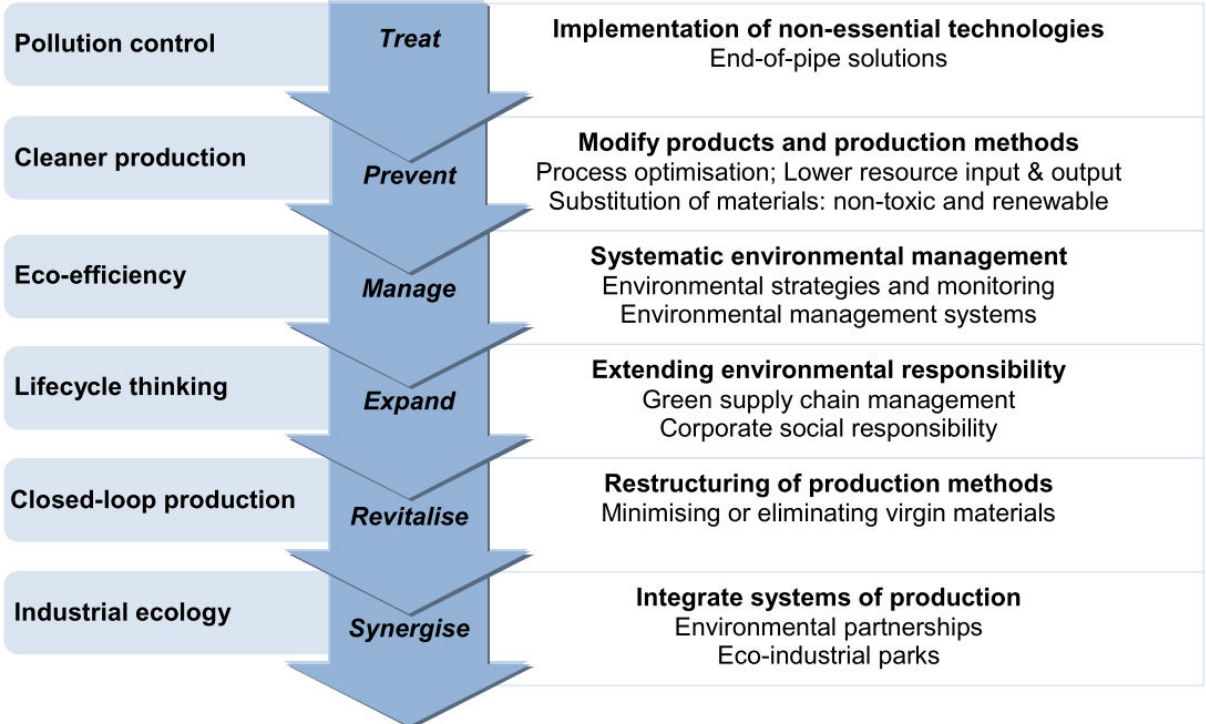 Pollution control
Treat
Implementation of non-essential technologies
End-of-pipe solutions
Cleaner production
Prevent
Modify products and production methods
Process optimisation; Lower resource input & output
Substitution of materials: non-toxic and renewable
Eco-efficiency
Manage
Systematic environmental management
Environmental strategies and monitoring
Environmental management systems
Lifecycle thinking
Expand
Extending environmental responsibility
Green supply chain management
Corporate social responsibility
Closed-loop production
Revitalise
Restructuring of production methods
Minimising or eliminating virgin materials
Industrial ecology
Synergise
Integrate systems of production
Environmental partnerships
Eco-industrial parks